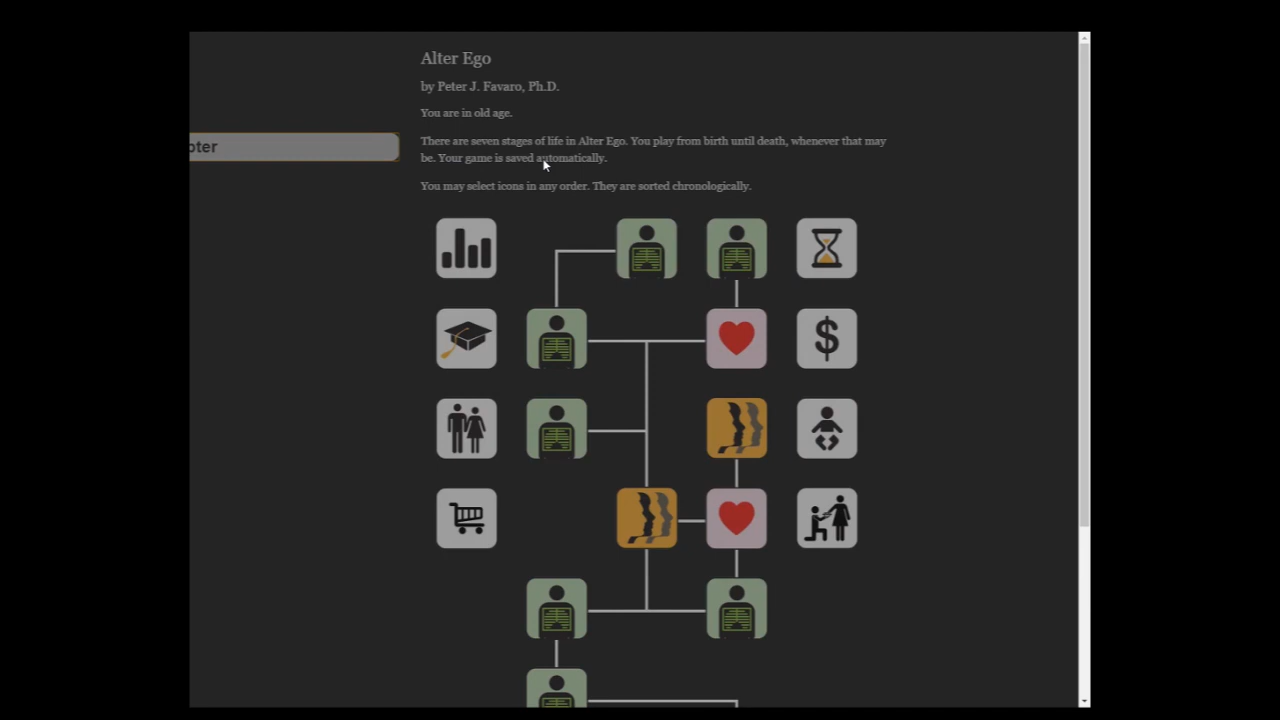 Alter Ego
by Peter J. Favaro, Ph.D.
You are in old age.
oter
There are seven stages of life in Alter Ego. You play from birth until death, whenever that may
be. Your game is saved automatically.
You may select icons in any order. They are sorted chronologically.
$